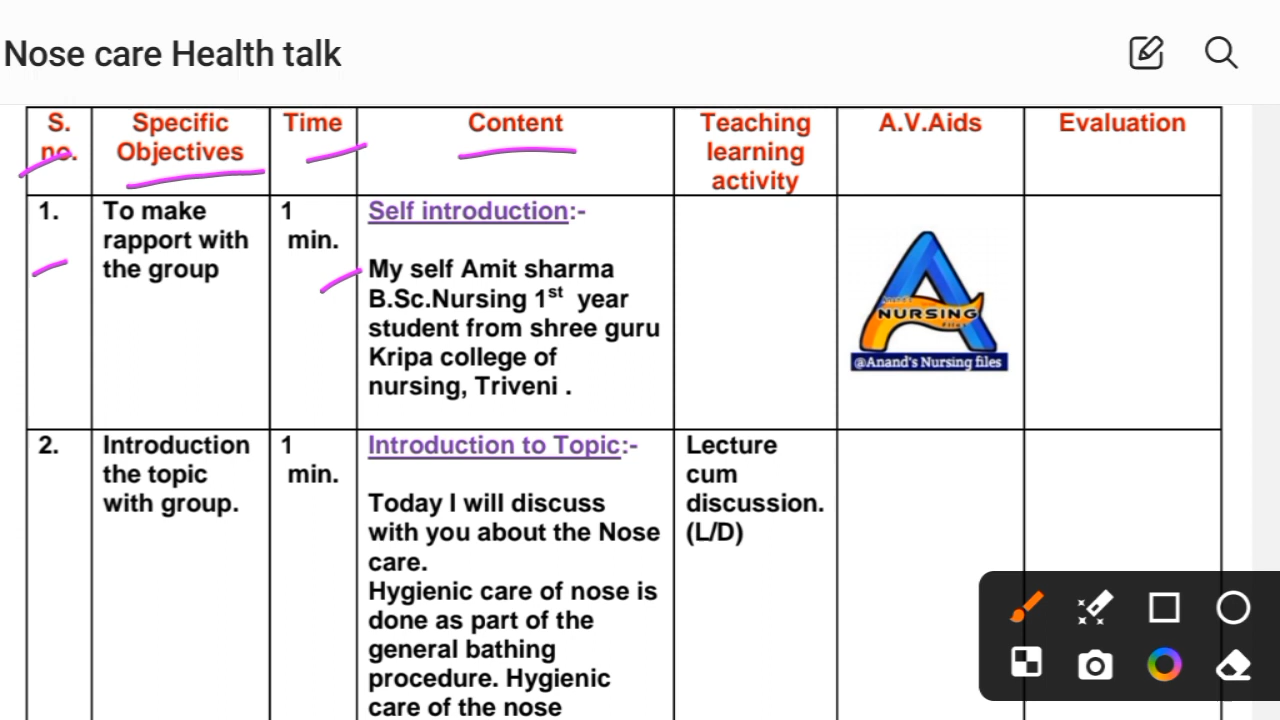 Nose care Health talk
S. no.
Specific Objectives
Time
Content
Teaching learning activity
A.V.Aids
Evaluation
1.
To make
rapport with
the group
1
min.
Self introduction:-
My self Amit sharma
B.Sc.Nursing 1st year
student from shree guru
Kripa college of
nursing, Triveni .
Anand's
NURSING
Files
@Anand's Nursing files
2.
Introduction
the topic
with group.
1
min.
Introduction to Topic:-
Today I will discuss
with you about the Nose
care.
Hygienic care of nose is
done as part of the
general bathing
procedure. Hygienic
care of the nose
Lecture
cum
discussion.
(L/D)